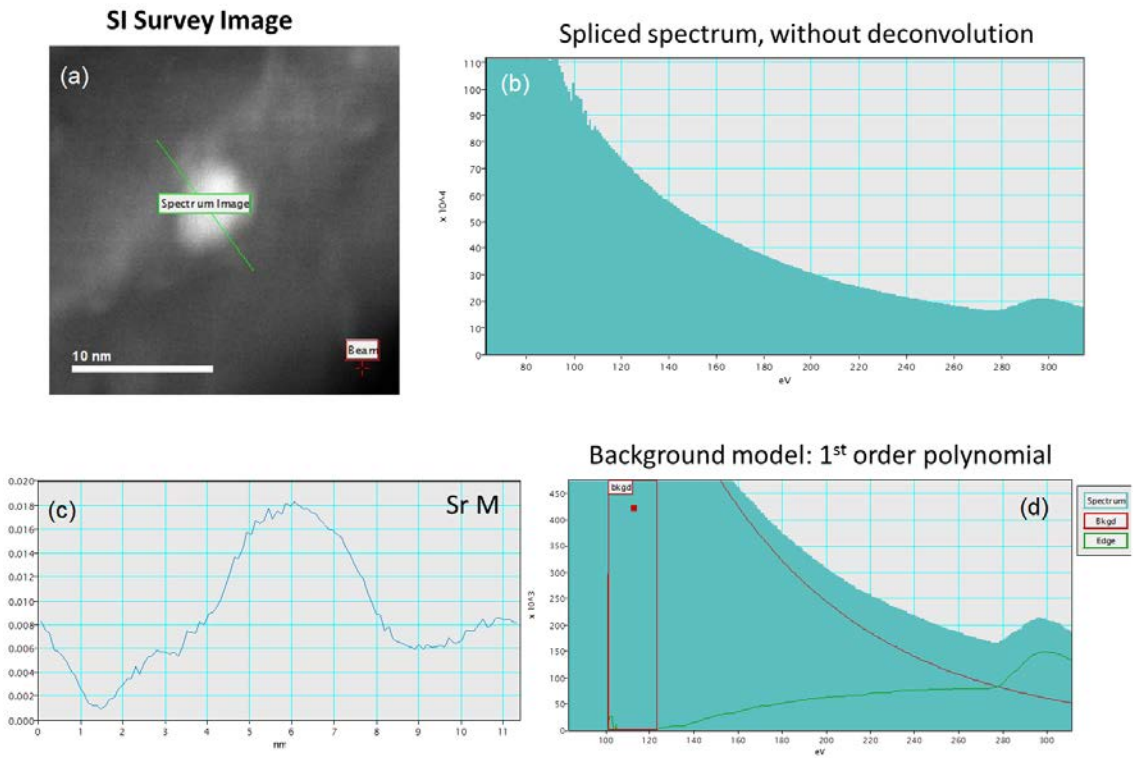 SI Survey Image
(a)
Spectrum Image
10 nm
Beam
Spliced spectrum, without deconvolution
(b)
110
100
90
80
70
60
50
40
30
20
10
0
x 10^4
80 100 120 140 160 180 200 220 240 260 280 300
eV
(c)
Sr M
0.020
0.018
0.016
0.014
0.012
0.010
0.008
0.006
0.004
0.002
0.000
0 1 2 3 4 5 6 7 8 9 10 11
nm
Background model: 1st order polynomial
(d)
bkgd
450
400
350
300
250
200
150
100
50
0
x 10^3
100 120 140 160 180 200 220 240 260 280 300
eV
Spectrum
Bkgd
Edge